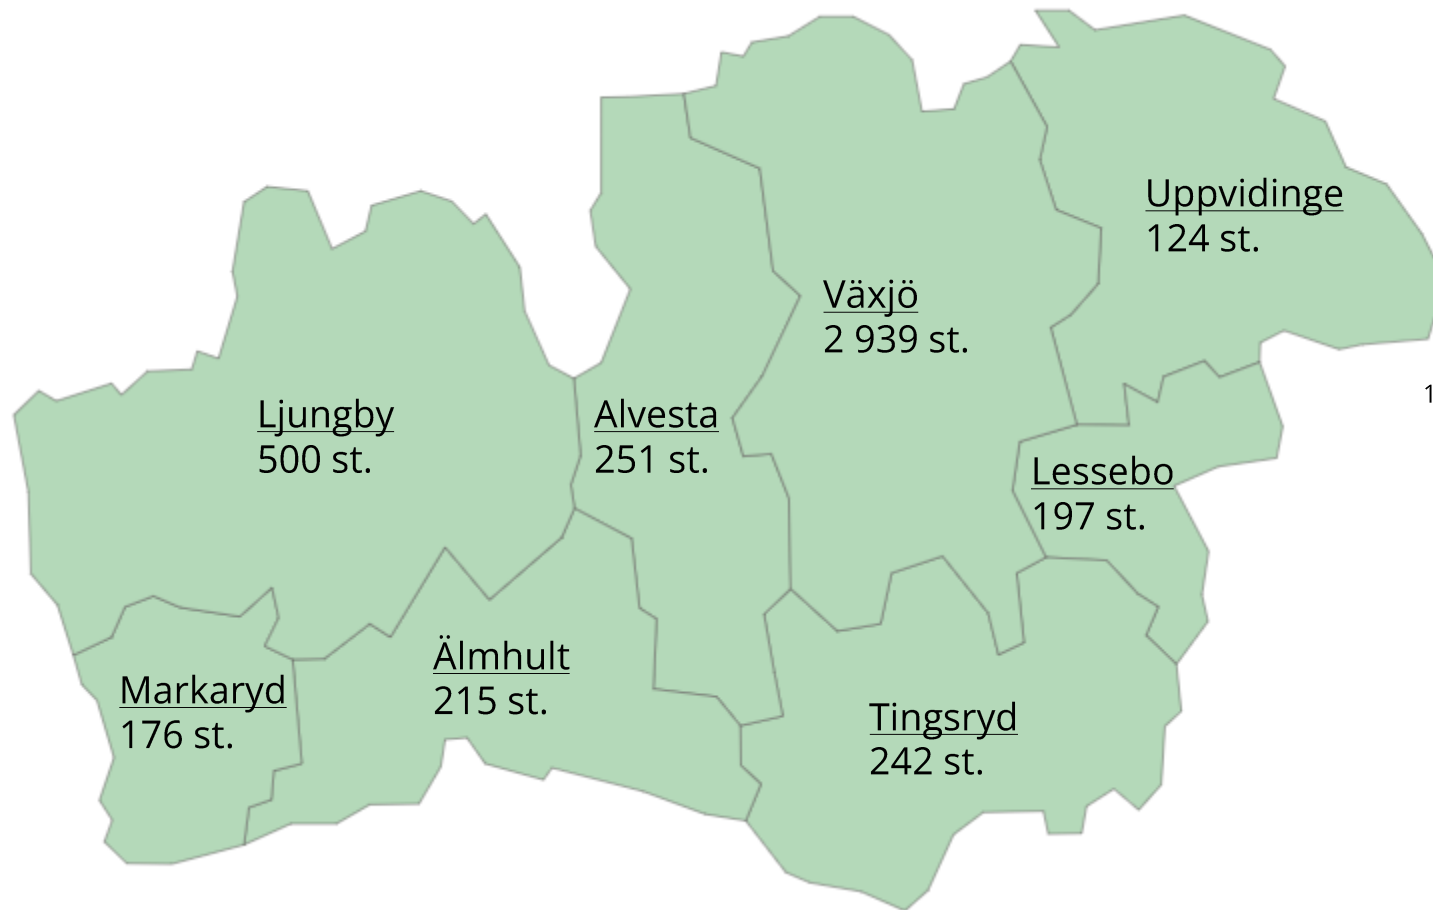 Uppvidinge
124 st.
Växjö
2 939 st.
Ljungby
500 st.
Alvesta
251 st.
Lessebo
197 st.
Älmhult
215 st.
Markaryd
176 st.
Tingsryd
242 st.
1